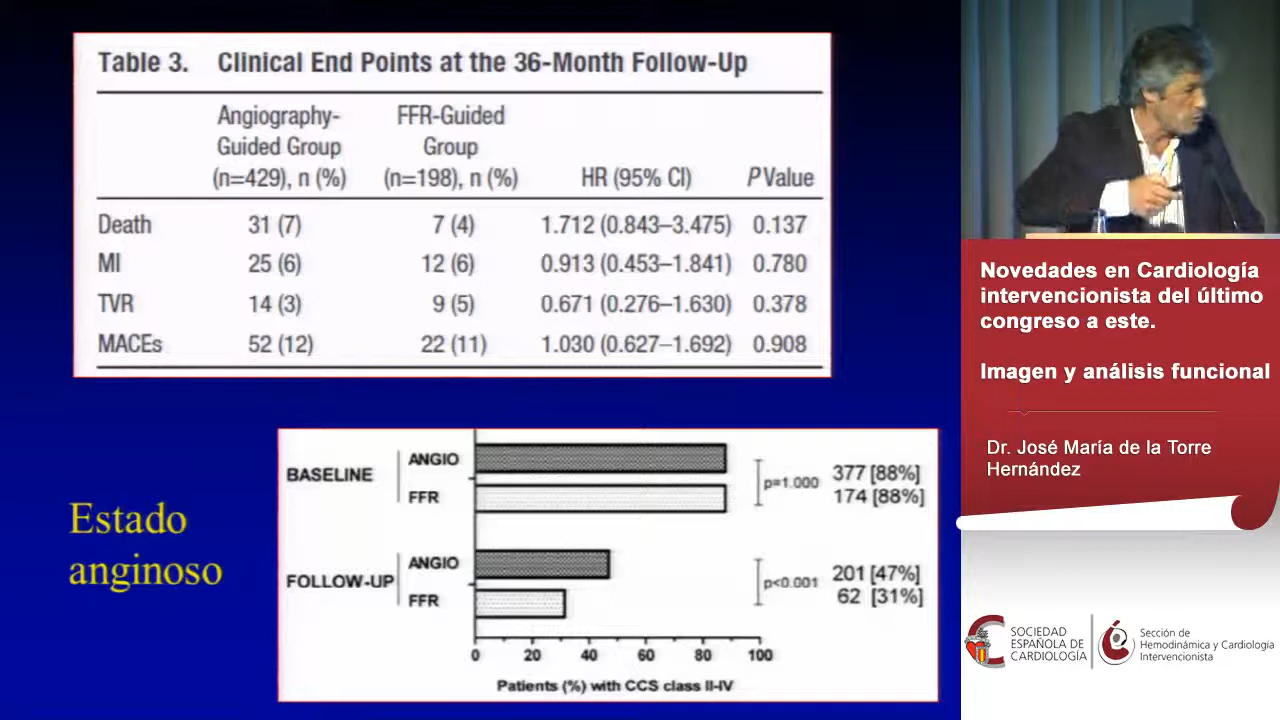 Table 3. Clinical End Points at the 36-Month Follow-Up
Angiography-
Guided Group
(n=429), n (%)
FFR-Guided
Group
(n=198), n (%)
HR (95% CI)
P Value
Death 31 (7) 7 (4) 1.712 (0.843–3.475) 0.137
MI 25 (6) 12 (6) 0.913 (0.453–1.841) 0.780
TVR 14 (3) 9 (5) 0.671 (0.276–1.630) 0.378
MACEs 52 (12) 22 (11) 1.030 (0.627–1.692) 0.908
Estado
anginoso
BASELINE
ANGIO
FFR
p=1.000
377 [88%]
174 [88%]
FOLLOW-UP
ANGIO
FFR
p<0.001
201 [47%]
62 [31%]
0 20 40 60 80 100
Patients (%) with CCS class II-IV
Novedades en Cardiología
intervencionista del último
congreso a este.
Imagen y análisis funcional
Dr. José María de la Torre
Hernández
SOCIEDAD
ESPAÑOLA DE
CARDIOLOGÍA
Sección de
Hemodinámica y Cardiología
Intervencionista